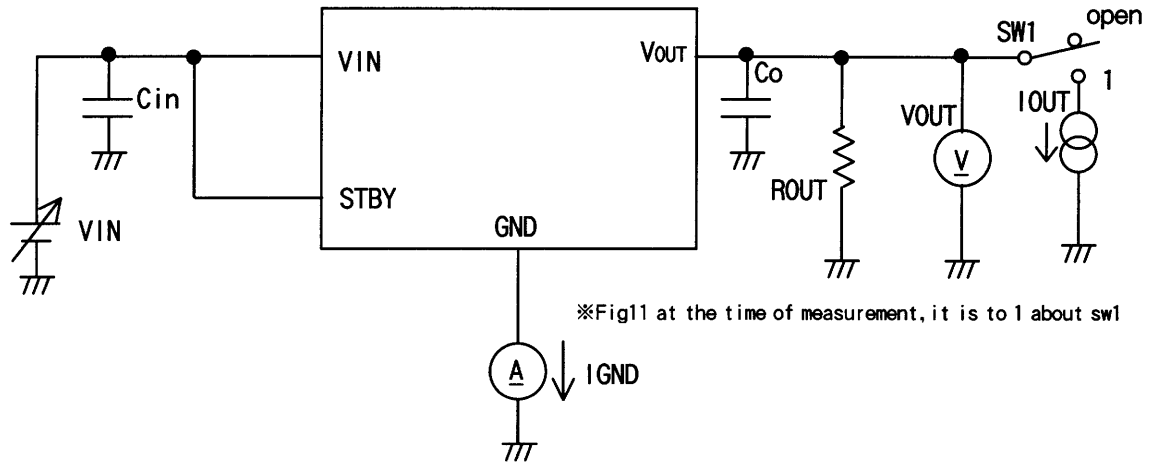 open
SW1
VIN
VOUT
Cin
Co
1
IOUT
VOUT
V
ROUT
STBY
VIN
GND
※Fig11 at the time of measurement, it is to 1 about sw1
A
IGND